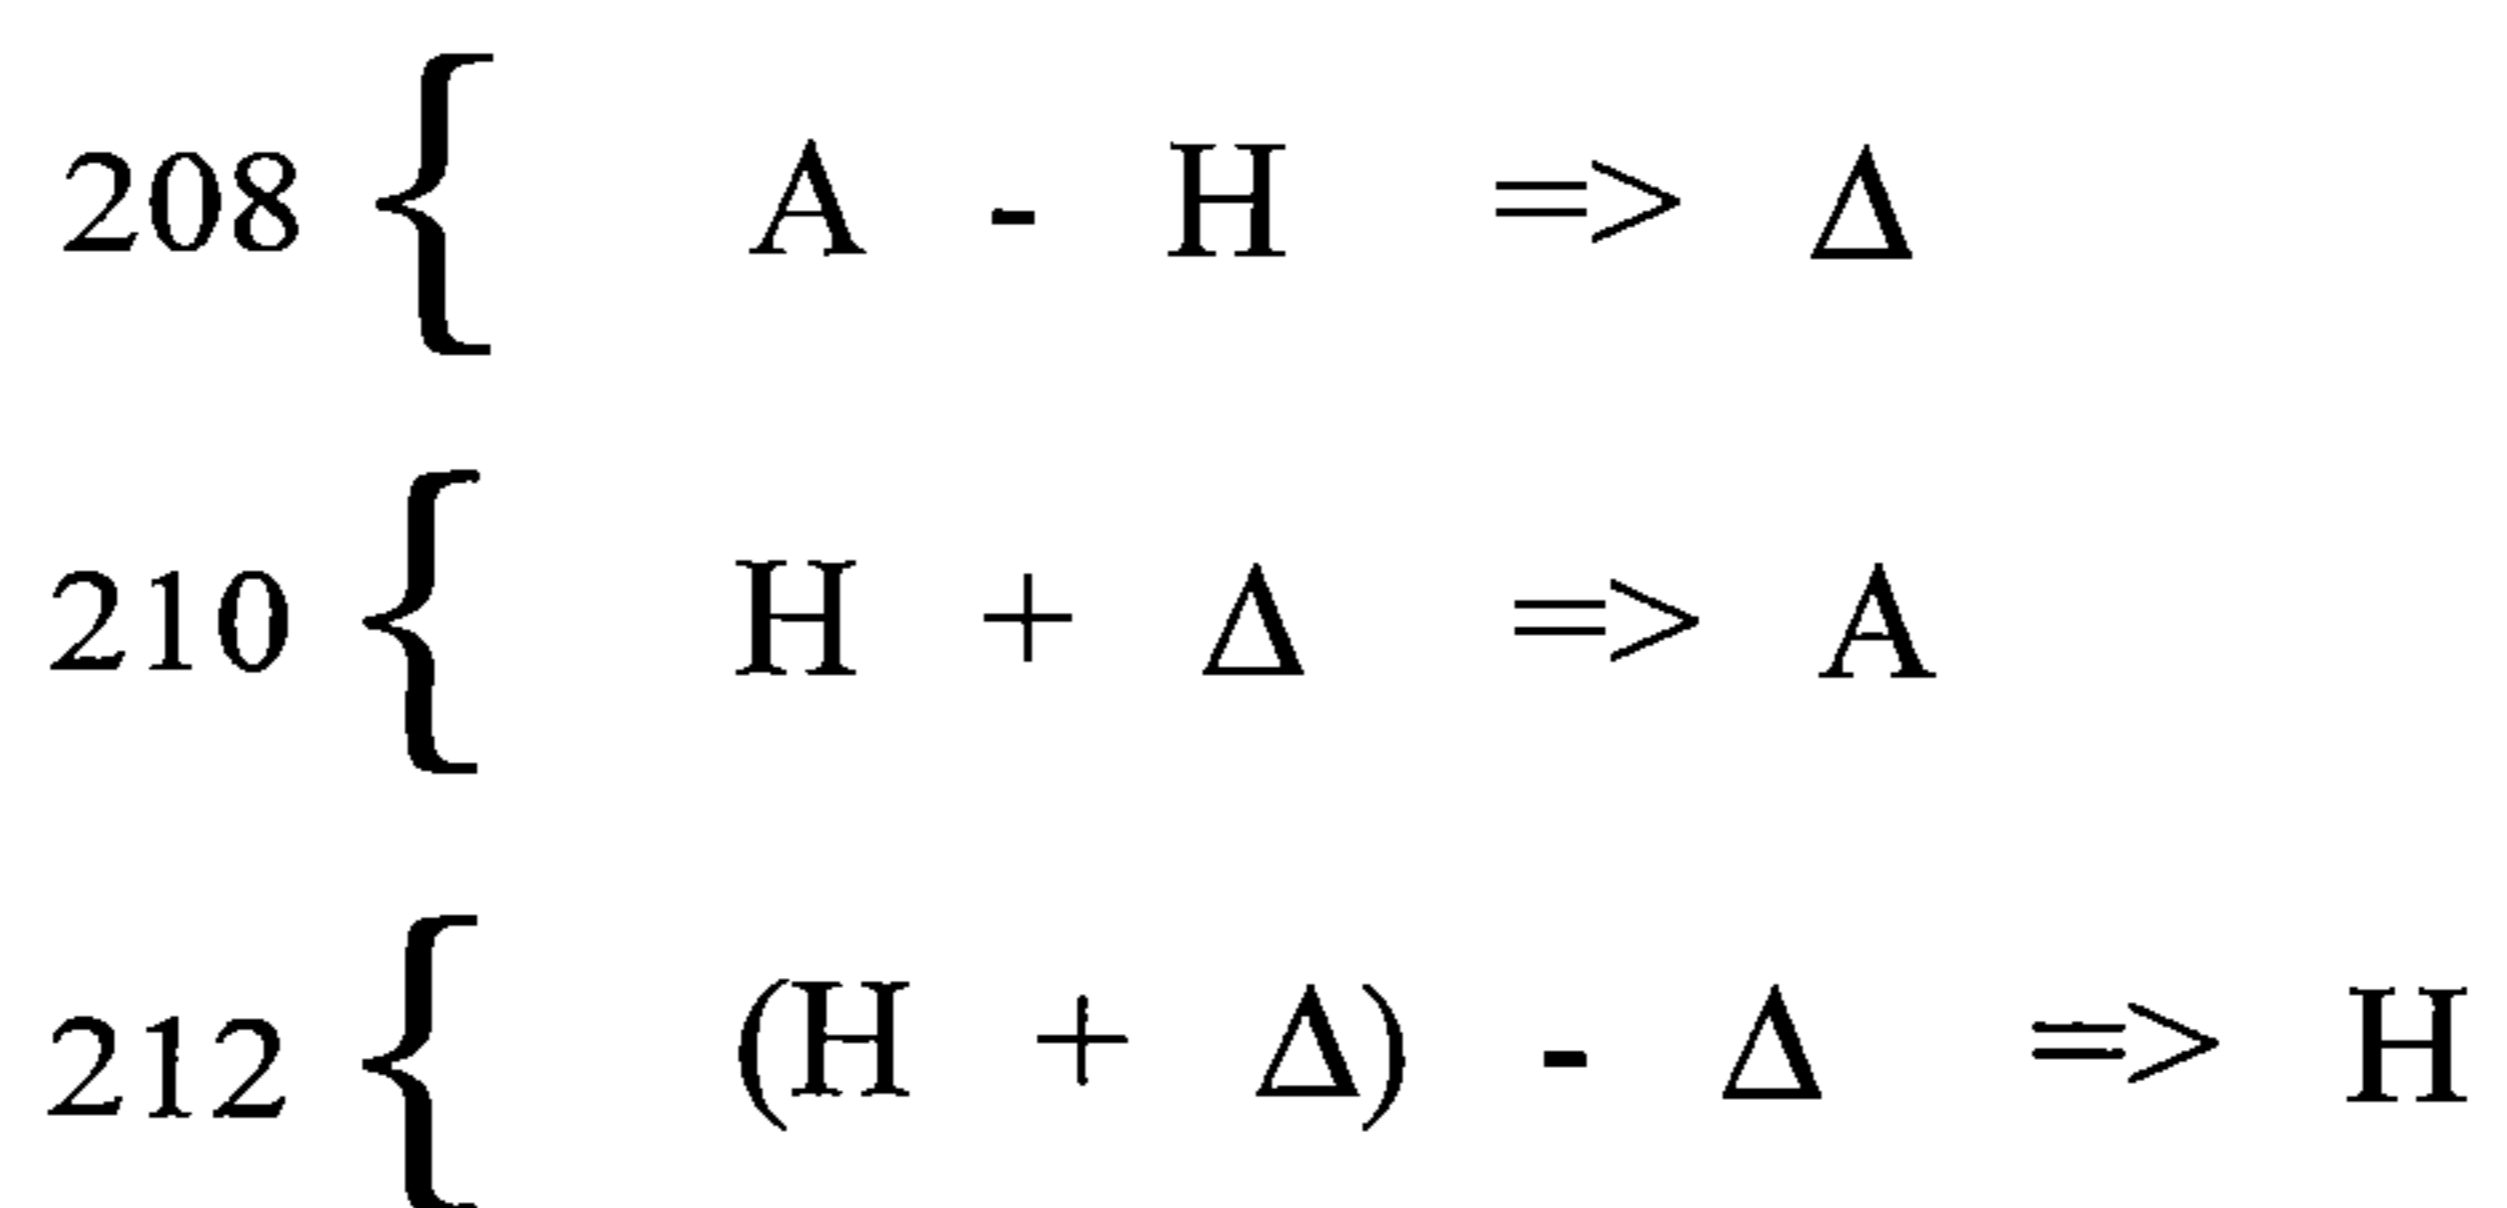 208 { A - H => Δ
210 { H + Δ => A
212 { (H + Δ) - Δ => H